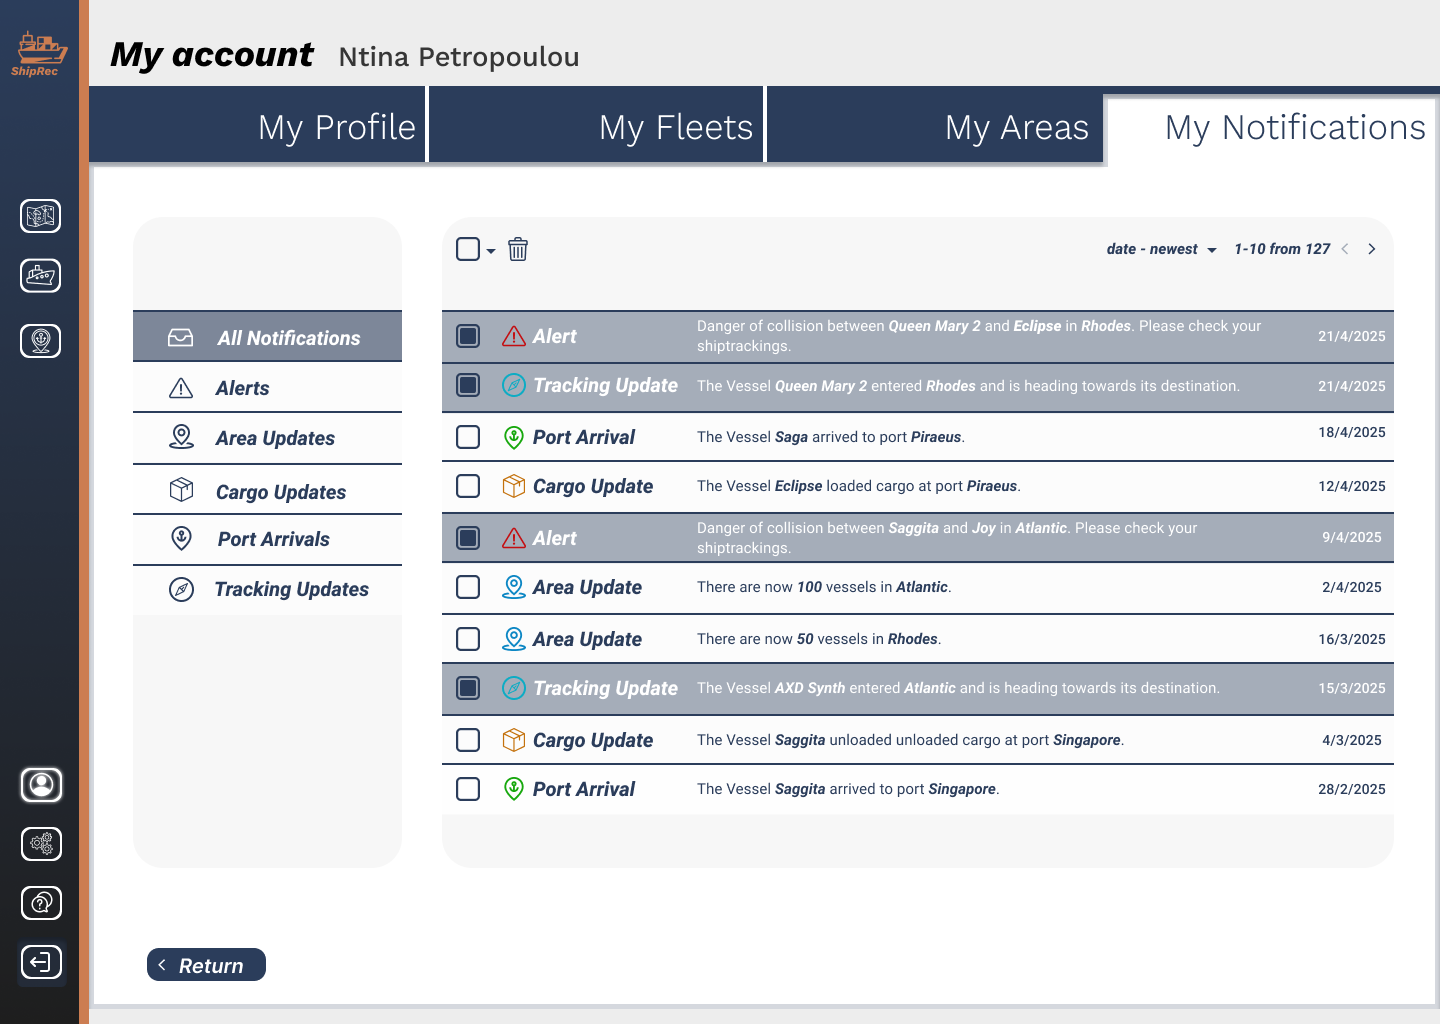 ShipRec
My account Ntina Petropoulou
My Profile
My Fleets
My Areas
My Notifications
date - newest
1-10 from 127
All Notifications
Alerts
Area Updates
Cargo Updates
Port Arrivals
Tracking Updates
Alert
Danger of collision between Queen Mary 2 and Eclipse in Rhodes. Please check your
shiptrackings.
21/4/2025
Tracking Update
The Vessel Queen Mary 2 entered Rhodes and is heading towards its destination.
21/4/2025
Port Arrival
The Vessel Saga arrived to port Piraeus.
18/4/2025
Cargo Update
The Vessel Eclipse loaded cargo at port Piraeus.
12/4/2025
Alert
Danger of collision between Saggita and Joy in Atlantic. Please check your
shiptrackings.
9/4/2025
Area Update
There are now 100 vessels in Atlantic.
2/4/2025
Area Update
There are now 50 vessels in Rhodes.
16/3/2025
Tracking Update
The Vessel AXD Synth entered Atlantic and is heading towards its destination.
15/3/2025
Cargo Update
The Vessel Saggita unloaded unloaded cargo at port Singapore.
4/3/2025
Port Arrival
The Vessel Saggita arrived to port Singapore.
28/2/2025
Return